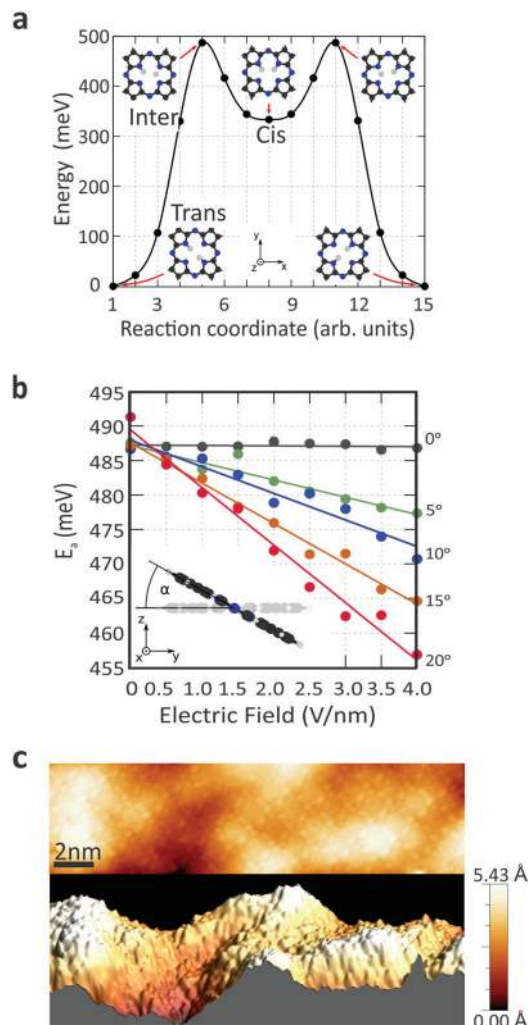 a
Energy (meV)
500
400
300
200
100
0
Inter
Cis
Trans
y
z
x
1
3
6
9
12
15
Reaction coordinate (arb. units)
b
Eₐ (meV)
495
490
485
480
475
470
465
460
455
0°
5°
10°
15°
20°
α
z
x
y
0
0.5
1.0
1.5
2.0
2.5
3.0
3.5
4.0
Electric Field (V/nm)
c
2nm
5.43 Å
0.00 Å